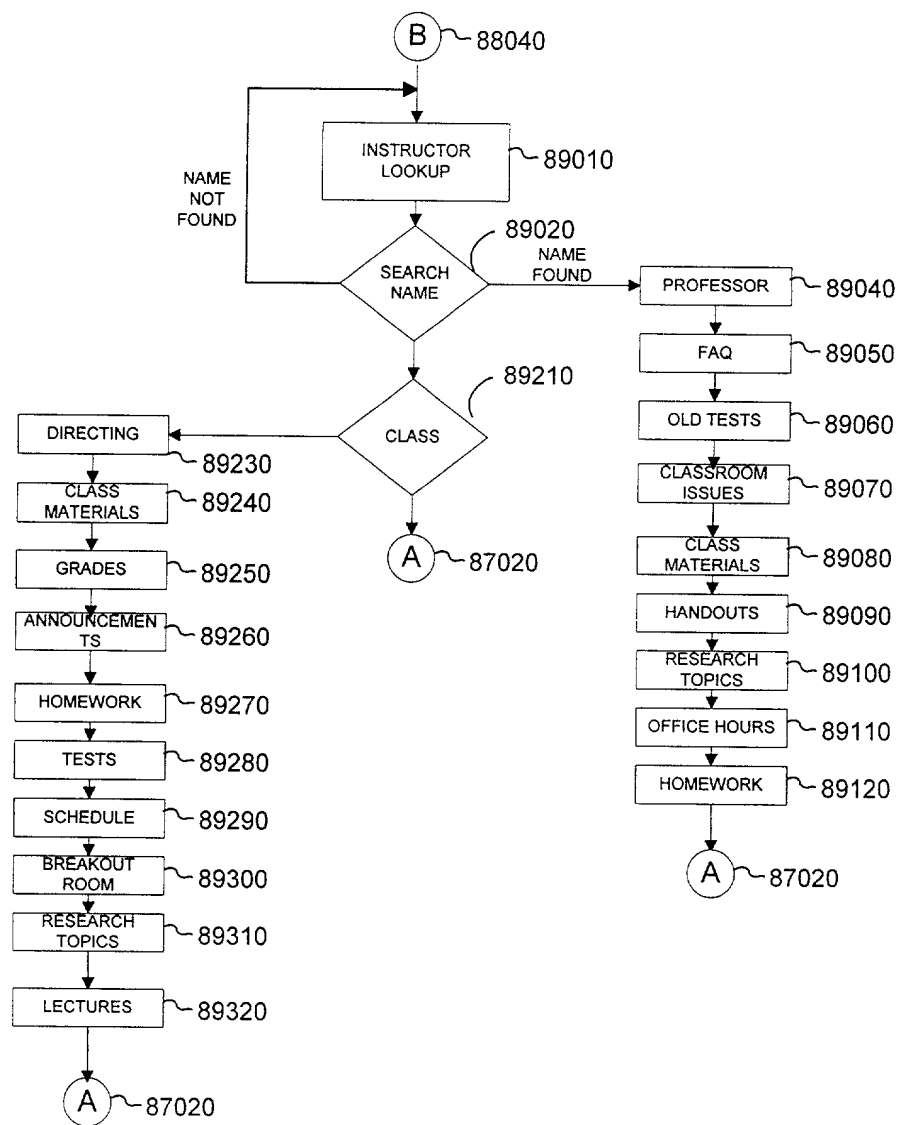 B
88040
INSTRUCTOR
LOOKUP
89010
NAME
NOT
FOUND
SEARCH
NAME
89020
NAME
FOUND
PROFESSOR
89040
FAQ
89050
OLD TESTS
89060
CLASSROOM
ISSUES
89070
CLASS
MATERIALS
89080
HANDOUTS
89090
RESEARCH
TOPICS
89100
OFFICE HOURS
89110
HOMEWORK
89120
A
87020
CLASS
89210
A
87020
DIRECTING
89230
CLASS
MATERIALS
89240
GRADES
89250
ANNOUNCEMEN
TS
89260
HOMEWORK
89270
TESTS
89280
SCHEDULE
89290
BREAKOUT
ROOM
89300
RESEARCH
TOPICS
89310
LECTURES
89320
A
87020